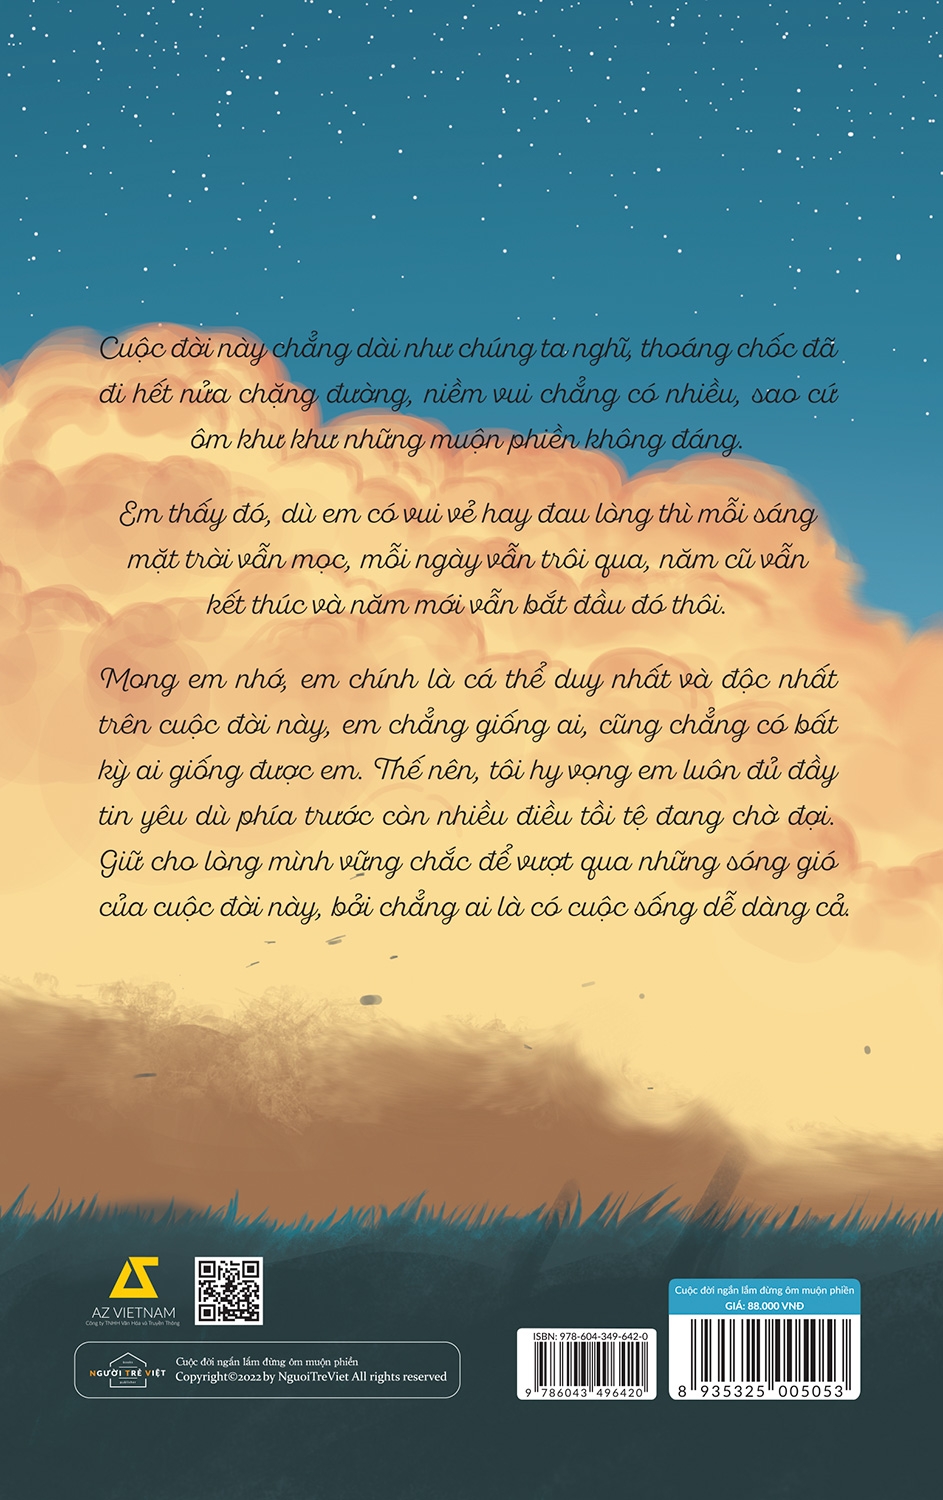 Cuộc đời này chẳng dài như chúng ta nghĩ, thoáng chốc đã
đi hết nửa chặng đường, niềm vui chẳng có nhiều, sao cứ
ôm khư khư những muộn phiền không đáng.
Em thấy đó, dù em có vui vẻ hay đau lòng thì mỗi sáng
mặt trời vẫn mọc, mỗi ngày vẫn trôi qua, năm cũ vẫn
kết thúc và năm mới vẫn bắt đầu đó thôi.
Mong em nhớ, em chính là cá thể duy nhất và độc nhất
trên cuộc đời này, em chẳng giống ai, cũng chẳng có bất
kỳ ai giống được em. Thế nên, tôi hy vọng em luôn đủ đầy
tin yêu dù phía trước còn nhiều điều tồi tệ đang chờ đợi.
Giữ cho lòng mình vững chắc để vượt qua những sóng gió
của cuộc đời này, bởi chẳng ai là có cuộc sống dễ dàng cả.
AZ VIETNAM
Công ty TNHH Văn Hóa và Truyền Thông
NGƯỜI TRẺ VIỆT
Cuộc đời ngắn lắm đừng ôm muộn phiền
Copyright©2022 by NguoiTreViet All rights reserved
ISBN: 978-604-349-642-0
9 786043 496420
Cuộc đời ngắn lắm đừng ôm muộn phiền
GIÁ: 88.000 VNĐ
8 935325 005053